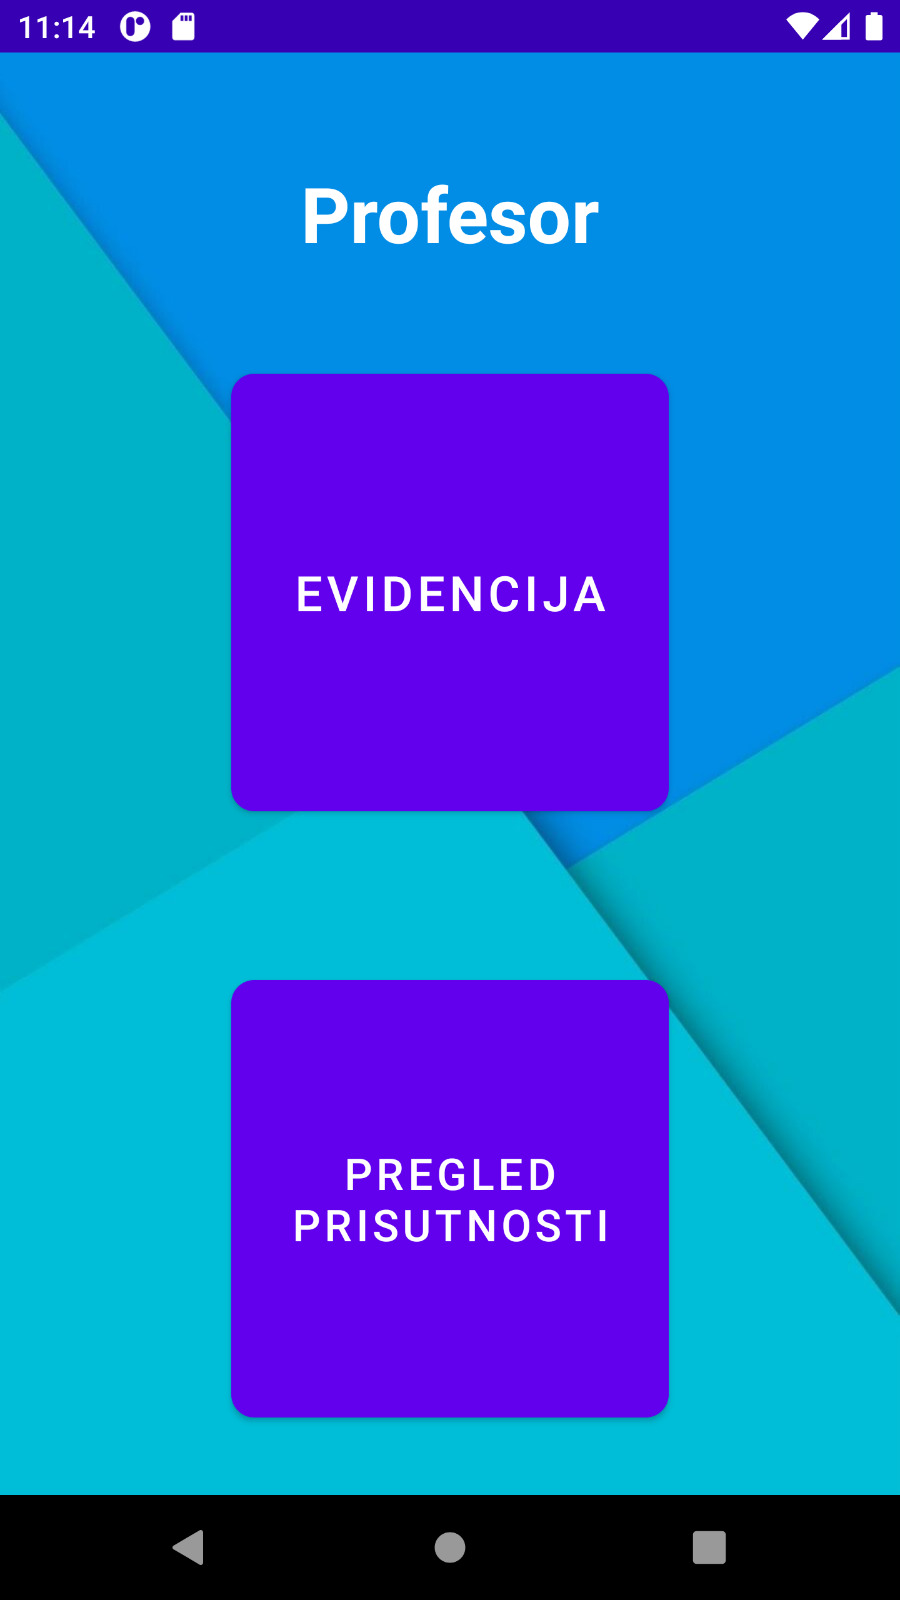 11:14
Profesor
EVIDENCIJA
PREGLED
PRISUTNOSTI